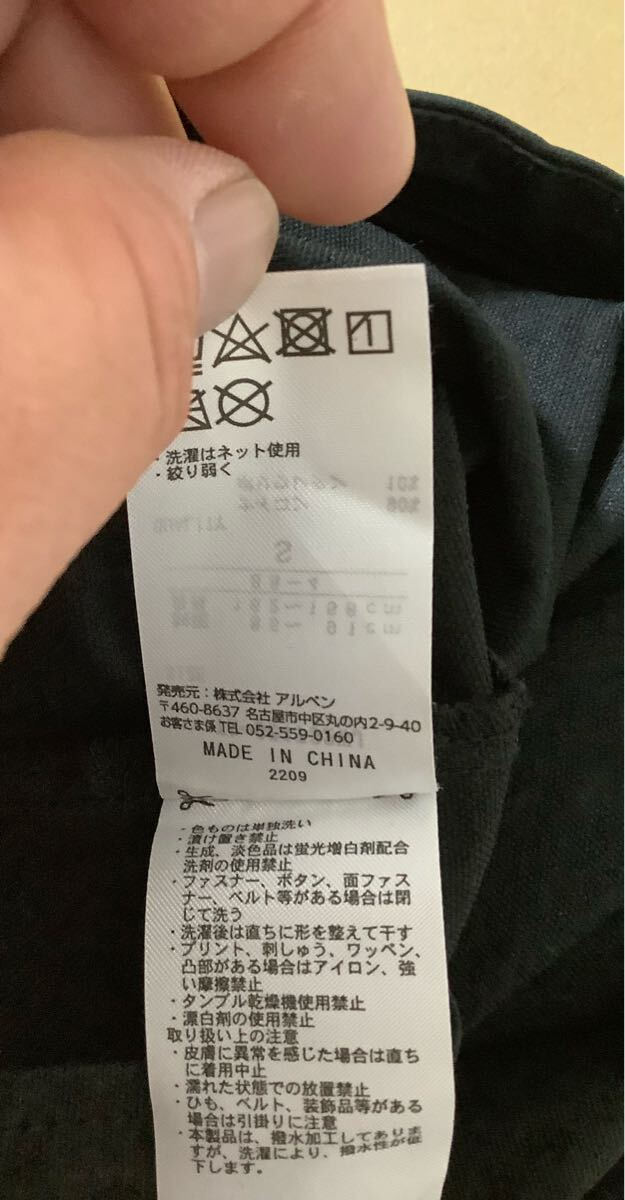 ・洗濯はネット使用
・絞り弱く
発売元：株式会社 アルペン
〒460-8637 名古屋市中区丸の内2-9-40
お客さま係 TEL 052-559-0160
MADE IN CHINA
2209
・色ものは単独洗い
・漬け置き禁止
・生成、淡色品は蛍光増白剤配合
洗剤の使用禁止
・ファスナー、ボタン、面ファス
ナー、ベルト等がある場合は閉
じて洗う
・洗濯後は直ちに形を整えて干す
・プリント、刺しゅう、ワッペン、
凸部がある場合はアイロン、強
い摩擦禁止
・タンブル乾燥機使用禁止
・漂白剤の使用禁止
取り扱い上の注意
・皮膚に異常を感じた場合は直ち
に着用中止
・濡れた状態での放置禁止
・ひも、ベルト、装飾品等がある
場合は引掛りに注意
・本製品は、撥水加工してありま
すが、洗濯により、撥水性が低
下します。